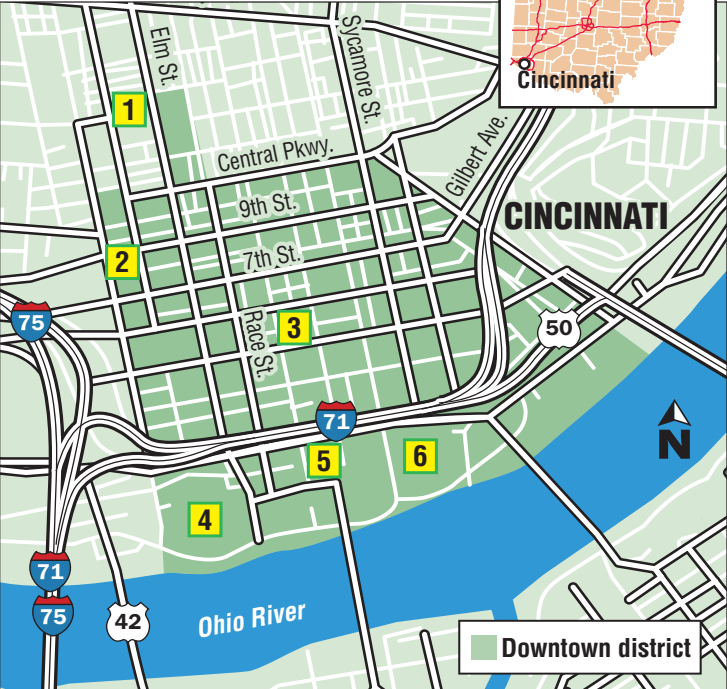 Cincinnati
Elm St.
Sycamore St.
1
Central Pkwy.
Gilbert Ave.
9th St.
CINCINNATI
7th St.
2
75
Race St.
3
50
71
N
5
6
4
71
75
42
Ohio River
Downtown district